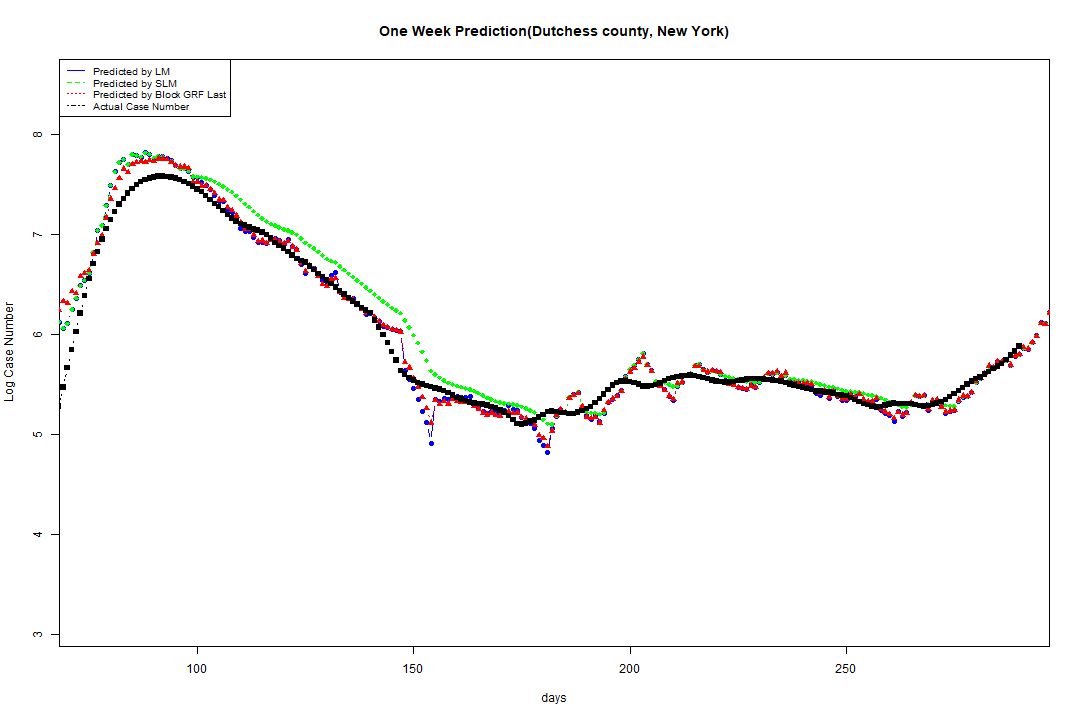 One Week Prediction(Dutchess county, New York)
Predicted by LM
Predicted by SLM
Predicted by Block GRF Last
Actual Case Number
8
7
6
5
4
3
Log Case Number
100 150 200 250
days